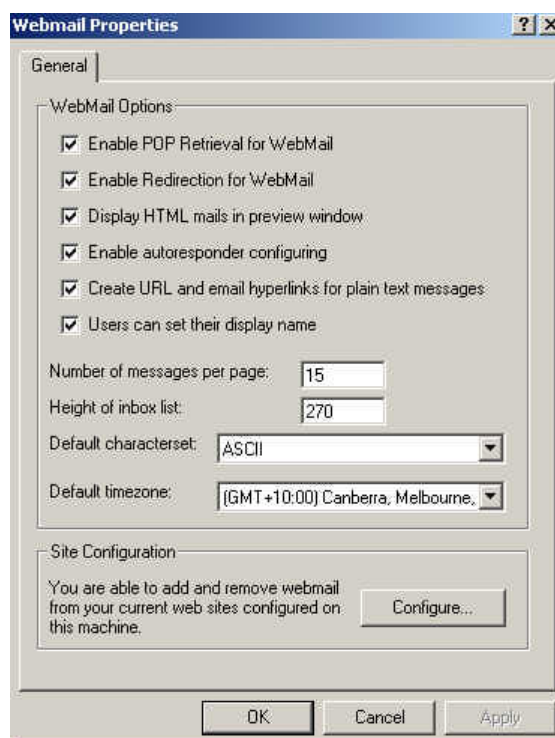 Webmail Properties
General
WebMail Options
Enable POP Retrieval for WebMail
Enable Redirection for WebMail
Display HTML mails in preview window
Enable autoresponder configuring
Create URL and email hyperlinks for plain text messages
Users can set their display name
Number of messages per page: 15
Height of inbox list: 270
Default characterset: ASCII
Default timezone: (GMT+10:00) Canberra, Melbourne,
Site Configuration
You are able to add and remove webmail
from your current web sites configured on
this machine.
Configure...
OK Cancel Apply